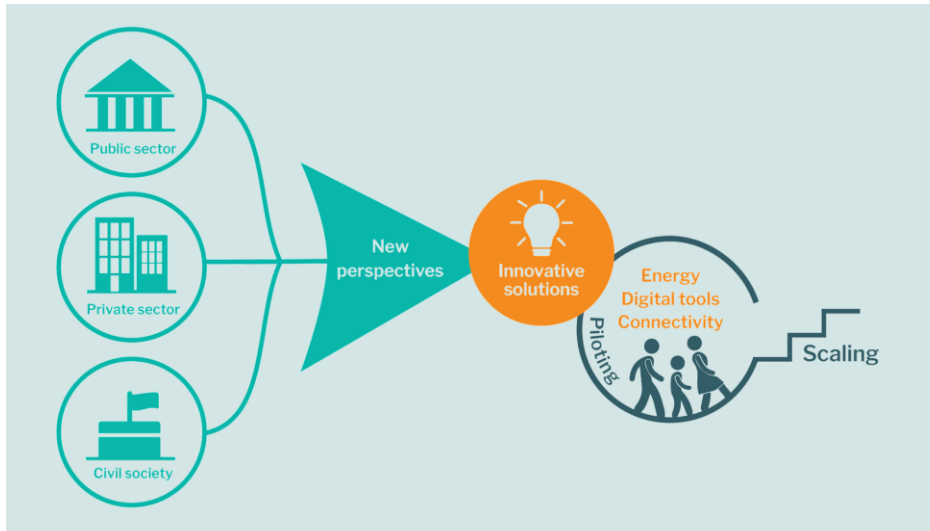 Public sector
Private sector
Civil society
New
perspectives
Innovative
solutions
Piloting
Energy
Digital tools
Connectivity
Scaling